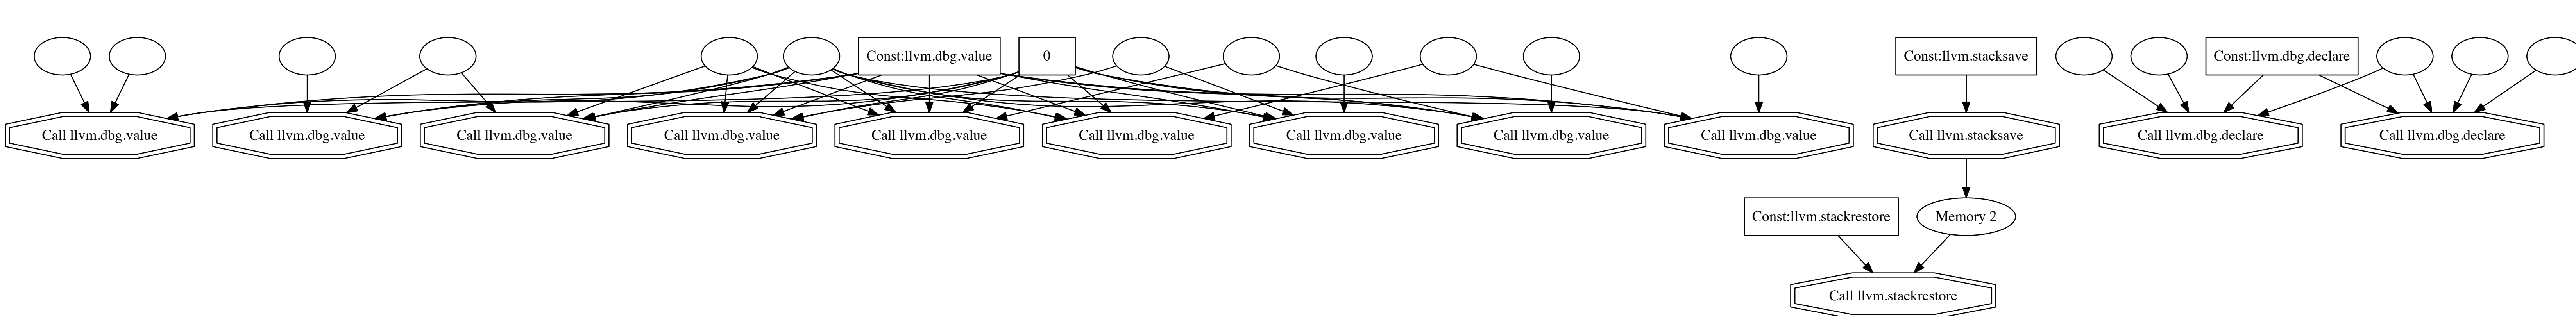 Const:llvm.dbg.value
0
Const:llvm.stacksave
Const:llvm.dbg.declare
Call llvm.dbg.value
Call llvm.dbg.value
Call llvm.dbg.value
Call llvm.dbg.value
Call llvm.dbg.value
Call llvm.dbg.value
Call llvm.dbg.value
Call llvm.dbg.value
Call llvm.dbg.value
Call llvm.stacksave
Call llvm.dbg.declare
Call llvm.dbg.declare
Const:llvm.stackrestore
Memory 2
Call llvm.stackrestore